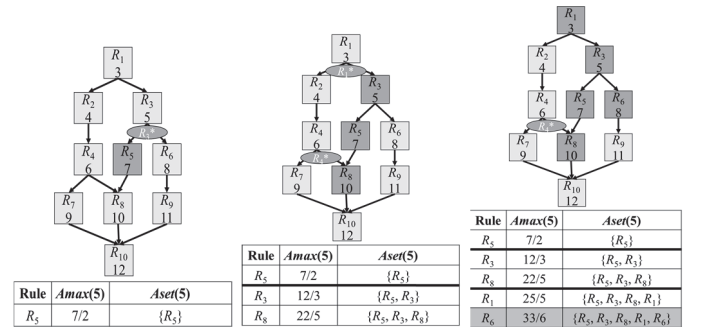 R₁
3
R₂ R₃
4 5
R₄ R₅ R₆
6 7 8
R₇ R₈ R₉
9 10 11
R₁₀
12
Rule Amax(5) Aset(5)
R₅ 7/2 {R₅}
R₁
3
R₂ R₃
4 5
R₄ R₅ R₆
6 7 8
R₇ R₈ R₉
9 10 11
R₁₀
12
Rule Amax(5) Aset(5)
R₅ 7/2 {R₅}
R₃ 12/3 {R₅, R₃}
R₈ 22/5 {R₅, R₃, R₈}
R₁
3
R₂ R₃
4 5
R₄ R₅ R₆
6 7 8
R₇ R₈ R₉
9 10 11
R₁₀
12
Rule Amax(5) Aset(5)
R₅ 7/2 {R₅}
R₃ 12/3 {R₅, R₃}
R₈ 22/5 {R₅, R₃, R₈}
R₁ 25/5 {R₅, R₃, R₈, R₁}
R₆ 33/6 {R₅, R₃, R₈, R₁, R₆}